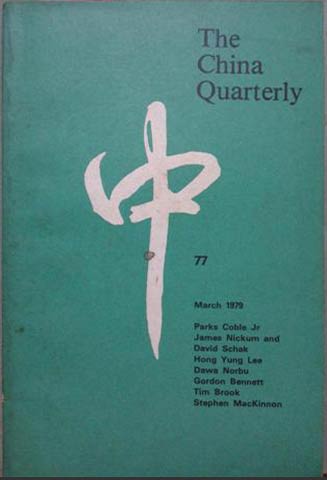 The
China
Quarterly
中
77
March 1979
Parks Coble Jr
James Nickum and
David Schak
Hong Yung Lee
Dawa Norbu
Gordon Bennett
Tim Brook
Stephen MacKinnon